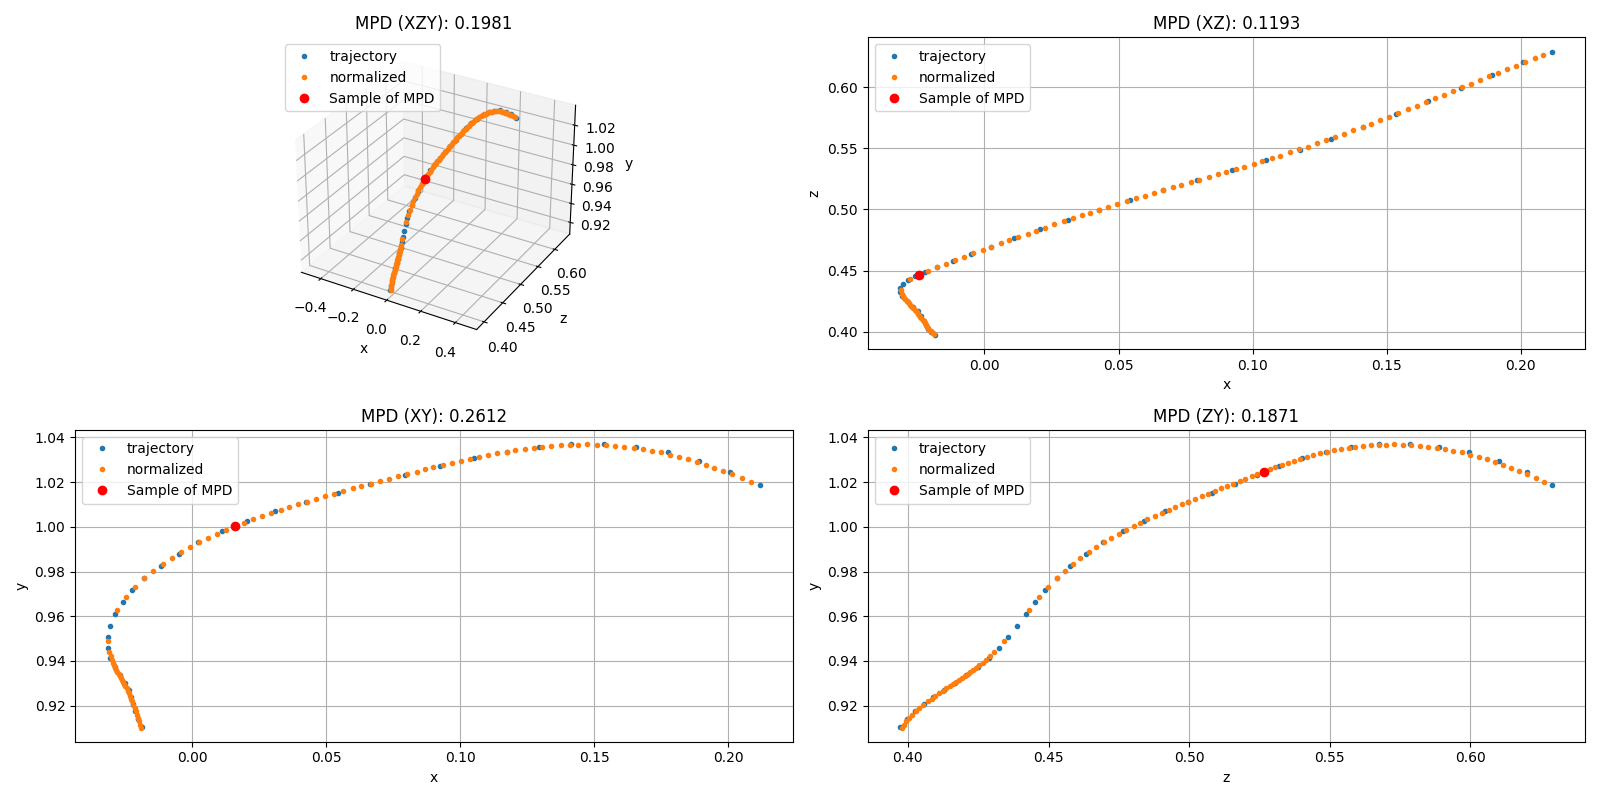 MPD (XZY): 0.1981
trajectory
normalized
Sample of MPD
1.02
1.00
0.98
0.96
0.94
0.92
y
0.60
0.55
0.50
0.45
0.40
z
−0.4
−0.2
0.0
0.2
0.4
x
MPD (XZ): 0.1193
trajectory
normalized
Sample of MPD
0.60
0.55
0.50
0.45
0.40
z
0.00 0.05 0.10 0.15 0.20
x
MPD (XY): 0.2612
trajectory
normalized
Sample of MPD
1.04
1.02
1.00
0.98
0.96
0.94
0.92
y
0.00 0.05 0.10 0.15 0.20
x
MPD (ZY): 0.1871
trajectory
normalized
Sample of MPD
1.04
1.02
1.00
0.98
0.96
0.94
0.92
y
0.40 0.45 0.50 0.55 0.60
z